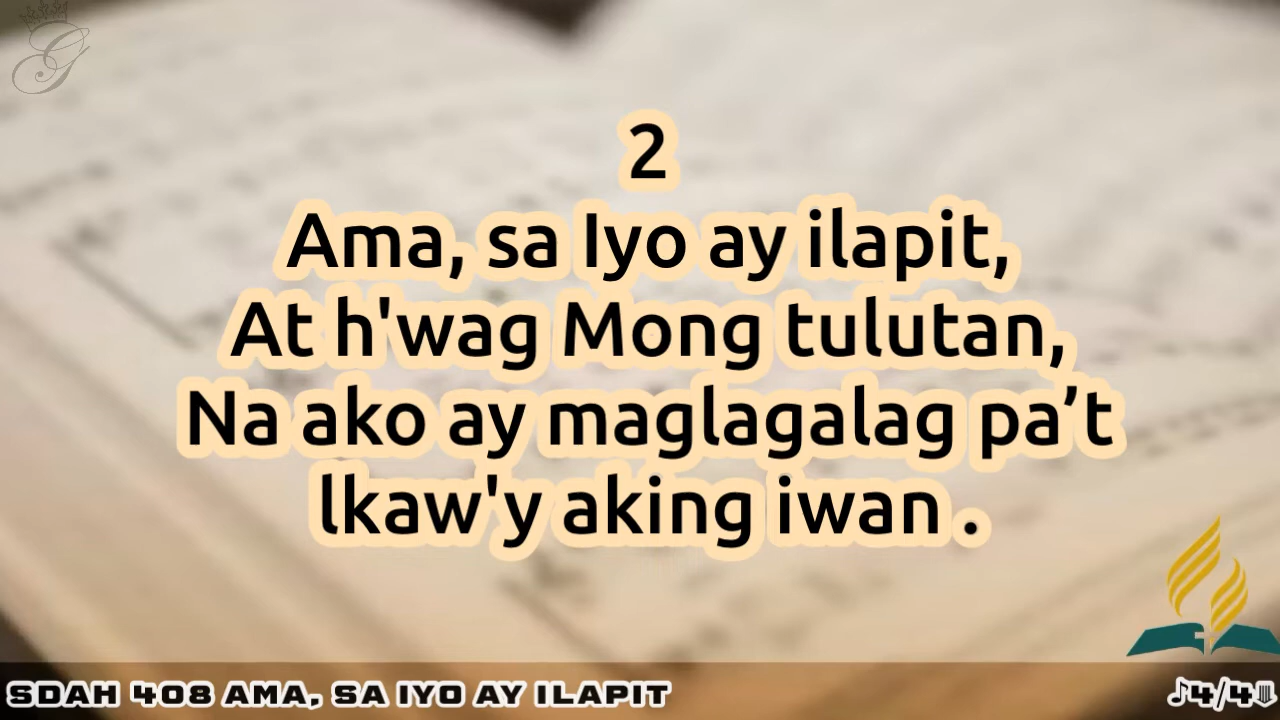 2
Ama, sa Iyo ay ilapit,
At h'wag Mong tulutan,
Na ako ay maglagalag pa’t
lkaw'y aking iwan .
SDAH 408 AMA, SA IYO AY ILAPIT
♪4/4